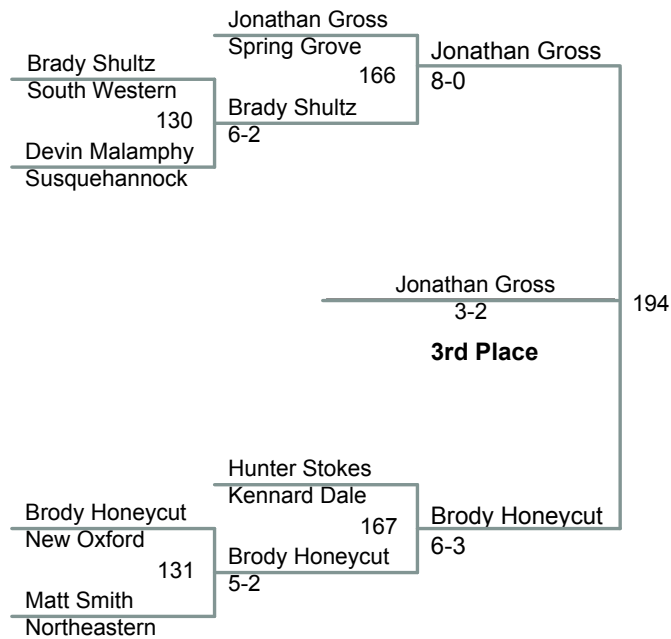 Jonathan Gross
Spring Grove
Brady Shultz
South Western
130
Devin Malamphy
Susquehannock
166
Brady Shultz
6-2
Jonathan Gross
8-0
Jonathan Gross
3-2
3rd Place
194
Hunter Stokes
Kennard Dale
Brody Honeycut
New Oxford
131
Matt Smith
Northeastern
167
Brody Honeycut
5-2
Brody Honeycut
6-3